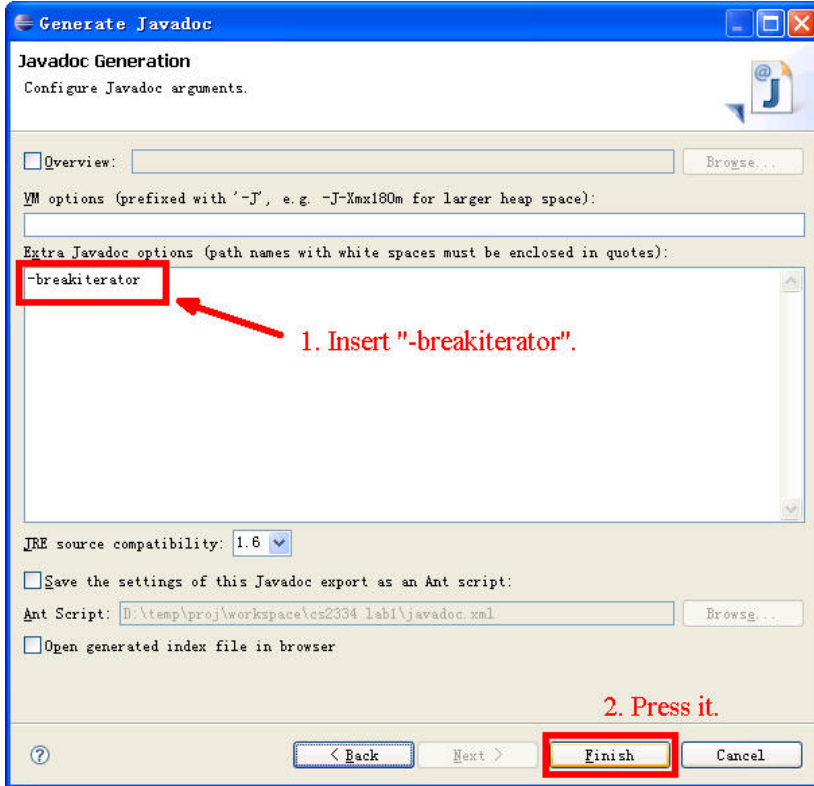 Generate Javadoc
Javadoc Generation
Configure Javadoc arguments.
@
J
Overview:
Browse...
VM options (prefixed with '-J', e.g. -J-Xmx180m for larger heap space):
Extra Javadoc options (path names with white spaces must be enclosed in quotes):
-breakiterator
1. Insert "-breakiterator".
JRE source compatibility: 1.6
Save the settings of this Javadoc export as an Ant script:
Ant Script: D:\temp\proj\workspace\cs2334 lab1\javadoc.xml Browse...
Open generated index file in browser
2. Press it.
? < Back Next > Finish Cancel